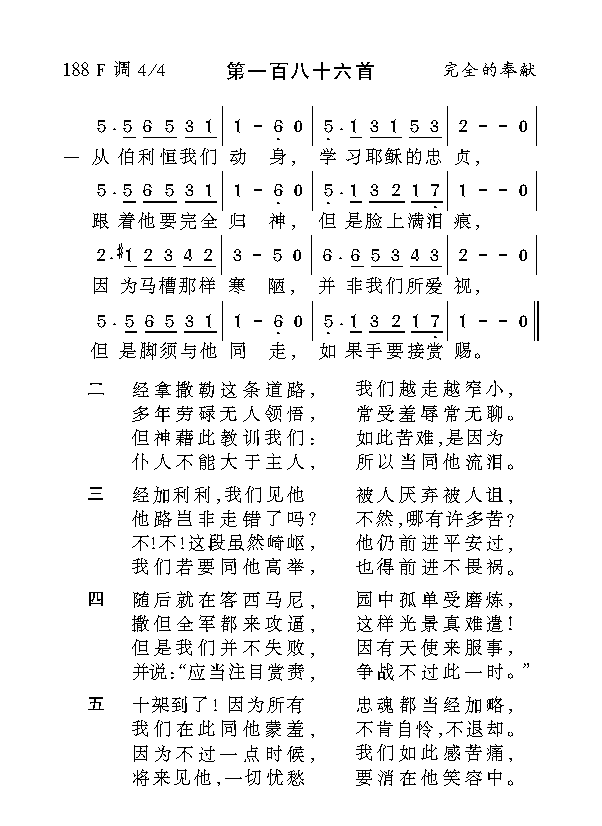 188 F 调 4/4 第一百八十六首 完全的奉献
5 · 5 6 5 3 1 | 1 - 6 0 | 5 · 1 3 1 5 3 | 2 - - 0 |
一 从 伯利恒我们 动 身, 学 习耶稣的忠 贞,
5 · 5 6 5 3 1 | 1 - 6 0 | 5 · 1 3 2 1 7 | 1 - - 0 |
跟 着他要完全 归 神, 但 是脸上满泪 痕,
2 · #1 2 3 4 2 | 3 - 5 0 | 6 · 6 5 3 4 3 | 2 - - 0 |
因 为马槽那样 寒 陋, 并 非我们所爱 视,
5 · 5 6 5 3 1 | 1 - 6 0 | 5 · 1 3 2 1 7 | 1 - - 0 ‖
但 是脚须与他 同 走, 如 果手要接赏 赐。
二 经拿撒勒这条道路, 我们越走越窄小,
多年劳碌无人领悟, 常受羞辱常无聊。
但神藉此教训我们: 如此苦难,是因为
仆人不能大于主人, 所以当同他流泪。
三 经加利利,我们见他 被人厌弃被人诅,
他路岂非走错了吗? 不然,哪有许多苦?
不!不!这段虽然崎岖, 他仍前进平安过,
我们若要同他高举, 也得前进不畏祸。
四 随后就在客西马尼, 园中孤单受磨炼,
撒但全军都来攻逼, 这样光景真难遣!
但是我们并不失败, 因有天使来服事,
并说:“应当注目赏赉, 争战不过此一时。”
五 十架到了! 因为所有 忠魂都当经加略,
我们在此同他蒙羞, 不肯自怜,不退却。
因为不过一点时候, 我们如此感苦痛,
将来见他,一切忧愁 要消在他笑容中。